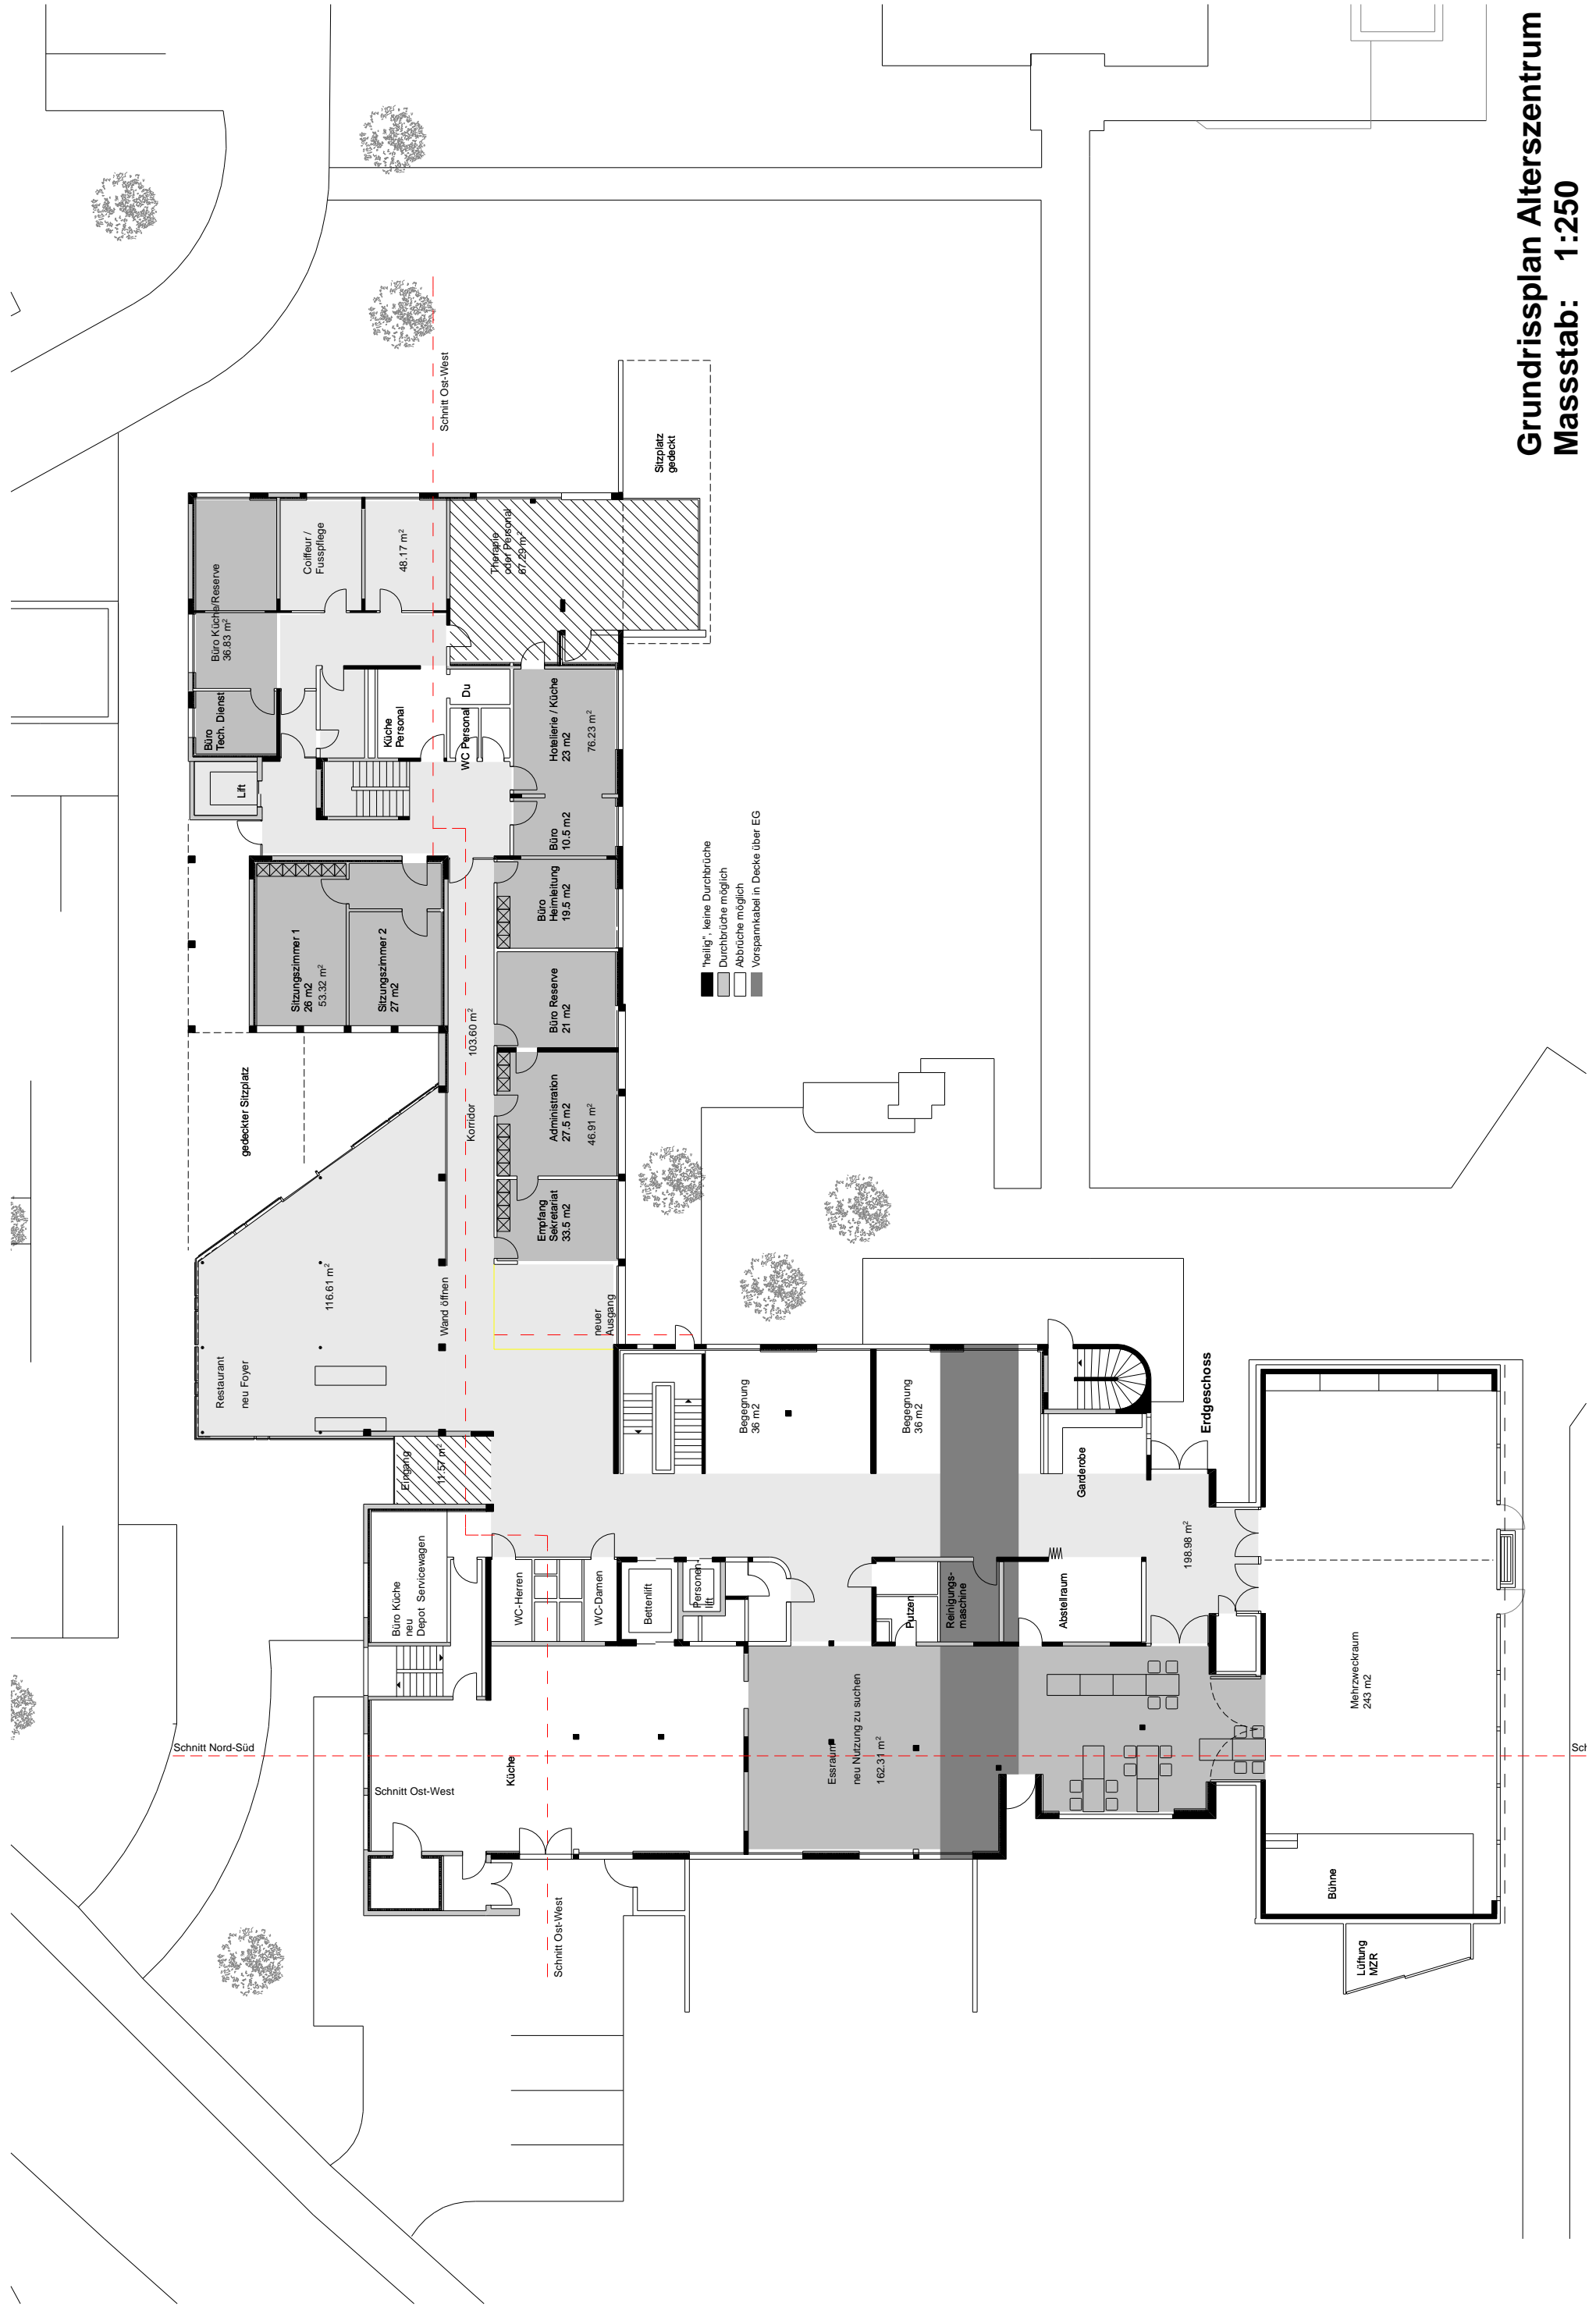 Grundrissplan Alterszentrum
Massstab: 1:250
Schnitt Ost-West
Sitzplatz
gedeckt
Büro Küche/Reserve
36.83 m²
Coiffeur /
Fusspflege
48.17 m²
Therapie
oder Personal
67.29 m²
Büro
Tech. Dienst
Küche
Personal
Du
WC Personal
Hotelerie / Küche
23 m2
76.23 m²
Lift
Büro
10.5 m2
Büro
Heimleitung
19.5 m2
Sitzungszimmer 1
26 m2
53.32 m²
Sitzungszimmer 2
27 m2
Büro Reserve
21 m2
103.60 m²
Korridor
Administration
27.5 m2
46.91 m²
Empfang
Sekretariat
33.5 m2
"heilig", keine Durchbrüche
Durchbrüche möglich
Abbrüche möglich
Vorspannkabel in Decke über EG
gedeckter Sitzplatz
116.61 m²
Wand öffnen
neuer
Ausgang
Restaurant
neu Foyer
Eingang
11.57 m²
Begegnung
36 m2
Begegnung
36 m2
Garderobe
Erdgeschoss
198.98 m²
Büro Küche
neu
Depot Servicewagen
WC-Herren
WC-Damen
Bettenlift
Personen-
lift
Putzen
Reinigungs-
maschine
Abstellraum
Mehrzweckraum
243 m2
Essraum
neu Nutzung zu suchen
162.31 m²
Küche
Schnitt Nord-Süd
Sch
Schnitt Ost-West
Schnitt Ost-West
Bühne
Lüftung
MZR